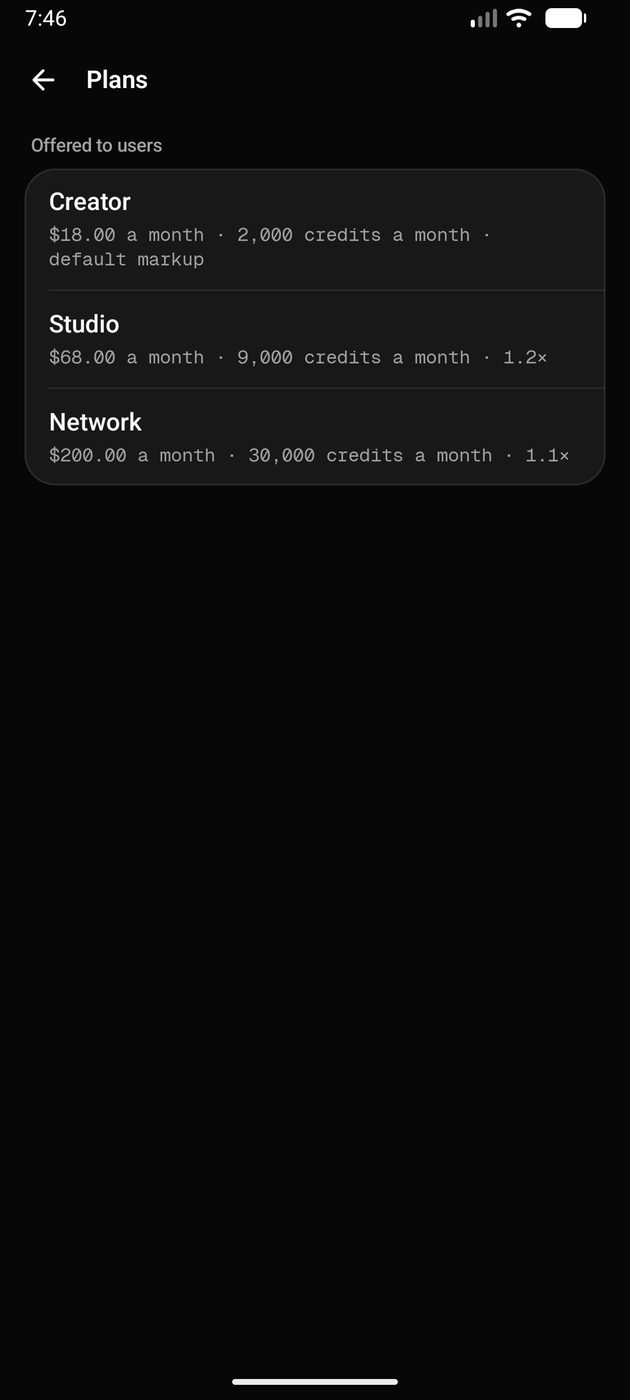 7:46
Plans
Offered to users
Creator
$18.00 a month · 2,000 credits a month ·
default markup
Studio
$68.00 a month · 9,000 credits a month · 1.2×
Network
$200.00 a month · 30,000 credits a month · 1.1×